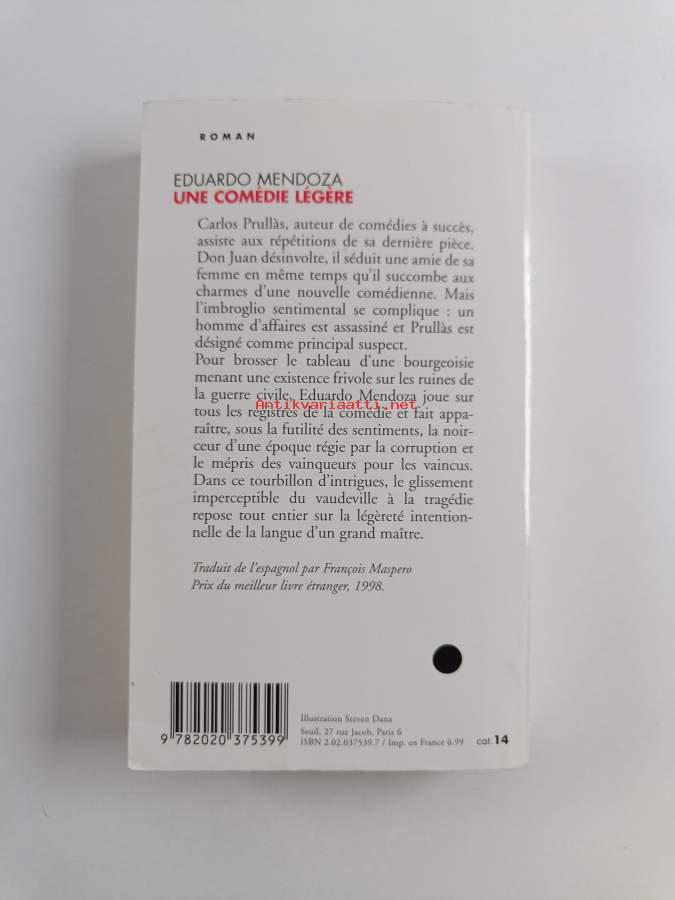 ROMAN
EDUARDO MENDOZA
UNE COMÉDIE LÉGÈRE
Carlos Prullàs, auteur de comédies à succès,
assiste aux répétitions de sa dernière pièce.
Don Juan désinvolte, il séduit une amie de sa
femme en même temps qu'il succombe aux
charmes d'une nouvelle comédienne. Mais
l'imbroglio sentimental se complique : un
homme d'affaires est assassiné et Prullàs est
désigné comme principal suspect.
Pour brosser le tableau d'une bourgeoisie
menant une existence frivole sur les ruines de
la guerre civile, Eduardo Mendoza joue sur
Antikvariaatti.net
tous les registres de la comédie et fait appa-
raître, sous la futilité des sentiments, la noir-
ceur d'une époque régie par la corruption et
le mépris des vainqueurs pour les vaincus.
Dans ce tourbillon d'intrigues, le glissement
imperceptible du vaudeville à la tragédie
repose tout entier sur la légèreté intention-
nelle de la langue d'un grand maître.
Traduit de l'espagnol par François Maspero
Prix du meilleur livre étranger, 1998.
Illustration Steven Dana
Seuil, 27 rue Jacob, Paris 6
ISBN 2.02.037539.7 / Imp. en France 6.99
cat. 14
9 782020 375399